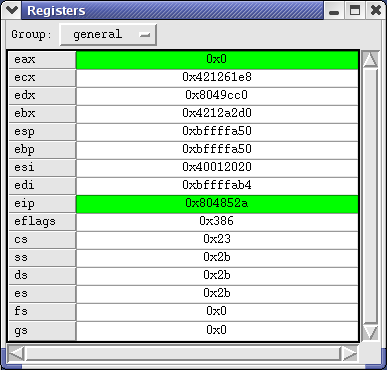 Registers
Group: general
eax 0x0
ecx 0x421261e8
edx 0x8049cc0
ebx 0x4212a2d0
esp 0xbffffa50
ebp 0xbffffa50
esi 0x40012020
edi 0xbffffab4
eip 0x804852a
eflags 0x386
cs 0x23
ss 0x2b
ds 0x2b
es 0x2b
fs 0x0
gs 0x0